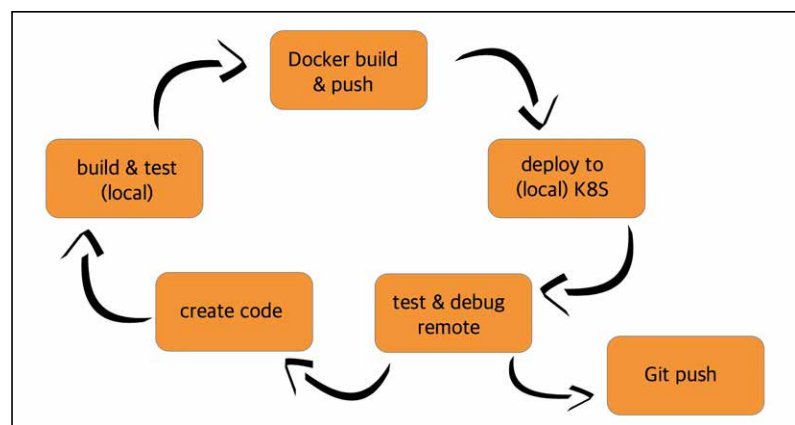 Docker build
& push
build & test
(local)
deploy to
(local) K8S
create code
test & debug
remote
Git push